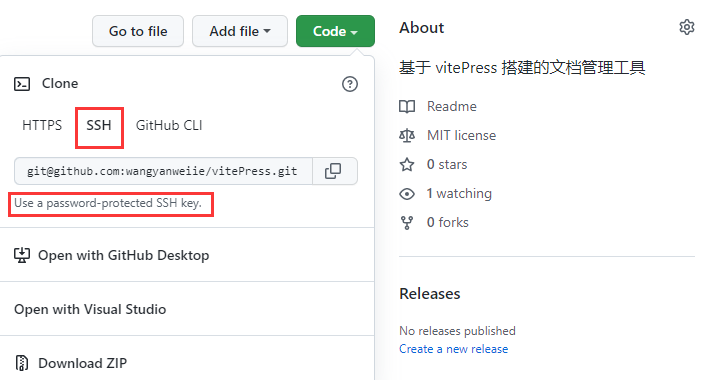 Go to file
Add file
Code
Clone
HTTPS
SSH
GitHub CLI
git@github.com:wangyanweiie/vitePress.git
Use a password-protected SSH key.
Open with GitHub Desktop
Open with Visual Studio
Download ZIP
About
基于 vitePress 搭建的文档管理工具
Readme
MIT license
0 stars
1 watching
0 forks
Releases
No releases published
Create a new release